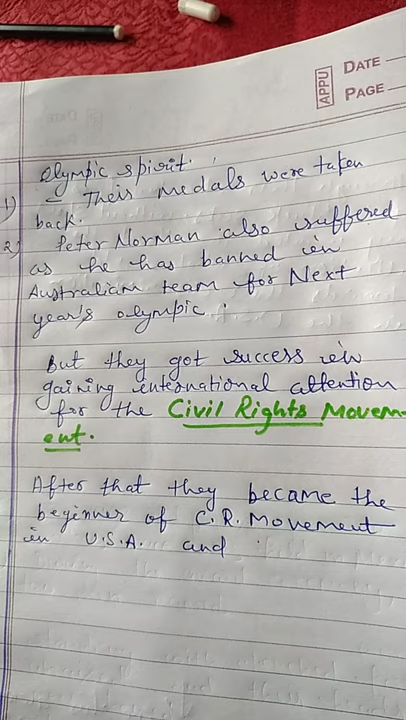 APPU
DATE
PAGE
Olympic spirit.
1) – Their medals were taken
back.
2) Peter Norman also suffered
as he has banned in
Australian team for Next
year's olympic.
But they got success in
gaining international attention
for the Civil Rights Movem-
ent.
After that they became the
beginner of C.R. Movement
in U.S.A. and